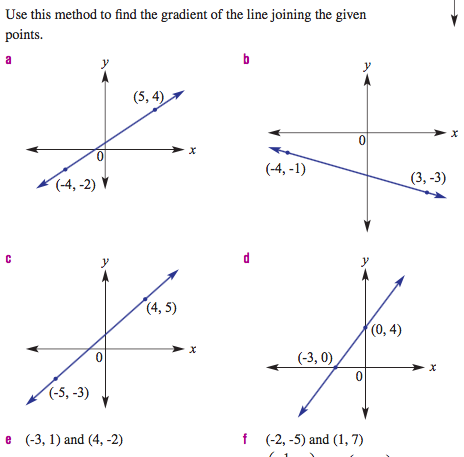 Use this method to find the gradient of the line joining the given
points.
a
b
y
y
(5, 4)
x
x
0
0
(-4, -2)
(-4, -1)
(3, -3)
c
d
y
y
(4, 5)
(0, 4)
x
(-3, 0)
x
0
0
(-5, -3)
e (-3, 1) and (4, -2)
f (-2, -5) and (1, 7)